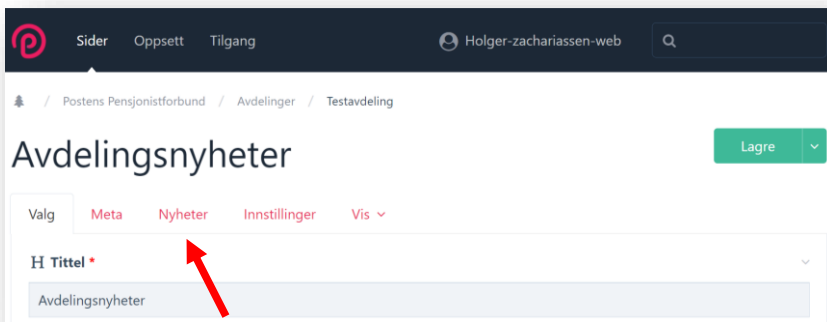 Sider Oppsett Tilgang Holger-zachariassen-web
/ Postens Pensjonistforbund / Avdelinger / Testavdeling
Avdelingsnyheter
Lagre
Valg Meta Nyheter Innstillinger Vis
H Tittel *
Avdelingsnyheter